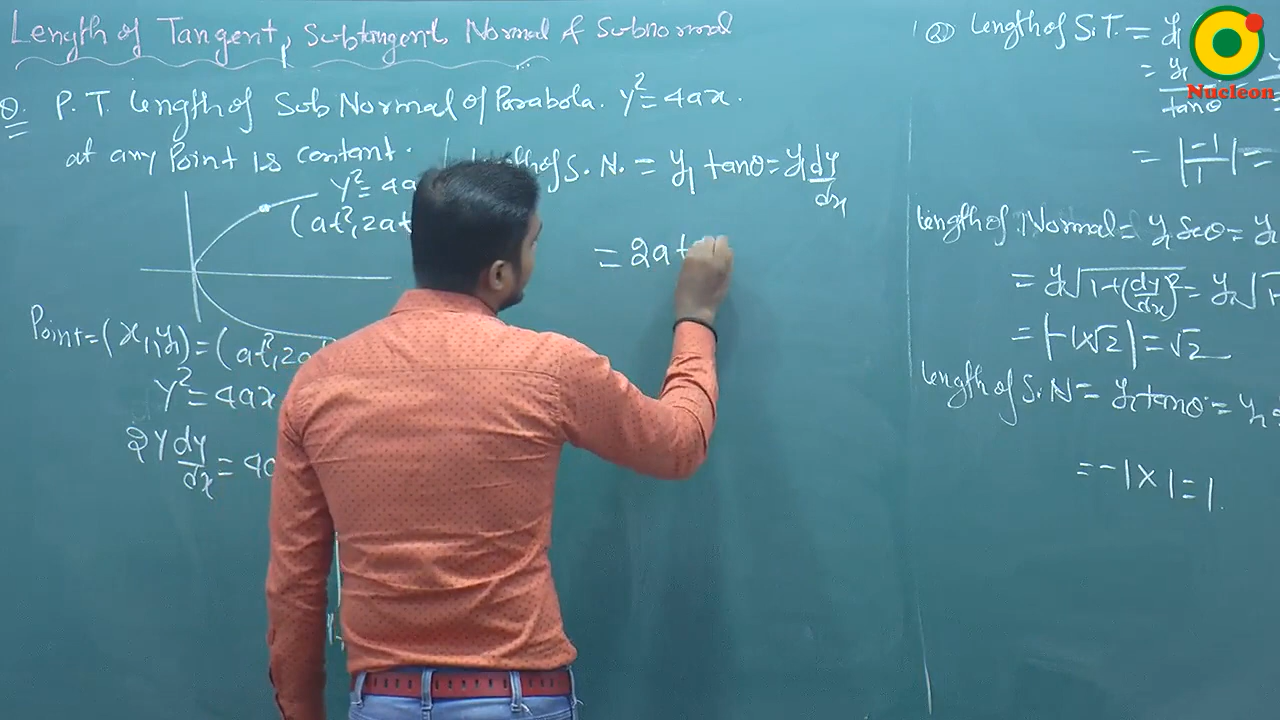 Length of Tangent, Subtangent, Normal & Subnormal
Q. P.T. Length of Sub Normal of Parabola. y²=4ax.
at any Point is contant.
y²=4a
(at², 2at
Length of S.N. = y₁ tanθ = y₁ dy/dx
= 2at
Point = (x₁, y₁) = (at², 2a
y² = 4ax
2y dy/dx = 4a
(2) Length of S.T. = y₁
= y₁/tanθ =
= |-1/1| =
Length of Normal = y₁ Secθ = y₁
= y₁√1+(dy/dx)² = y₁√1+
= |-1×√2| = √2
Length of S.N = y₁ tanθ = y₁
= -1 × 1 = 1.
Nucleon